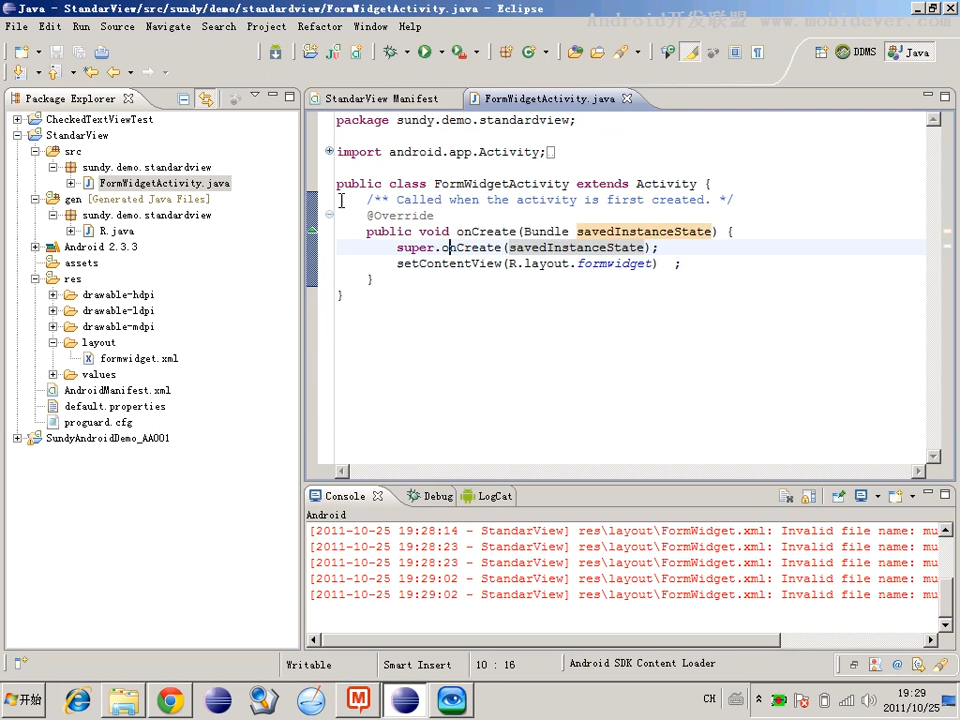 Java - StandarView/src/sundy/demo/standardview/FormWidgetActivity.java - Eclipse
Android开发联盟 www.mobidever.com
File Edit Run Source Navigate Search Project Refactor Window Help
DDMS Java
Package Explorer
StandarView Manifest FormWidgetActivity.java
CheckedTextViewTest
StandarView
src
sundy.demo.standardview
FormWidgetActivity.java
gen [Generated Java Files]
sundy.demo.standardview
R.java
Android 2.3.3
assets
res
drawable-hdpi
drawable-ldpi
drawable-mdpi
layout
formwidget.xml
values
AndroidManifest.xml
default.properties
proguard.cfg
SundyAndroidDemo_AA001
package sundy.demo.standardview;
import android.app.Activity;
public class FormWidgetActivity extends Activity {
/** Called when the activity is first created. */
@Override
public void onCreate(Bundle savedInstanceState) {
super.onCreate(savedInstanceState);
setContentView(R.layout.formwidget) ;
}
}
Console Debug LogCat
Android
[2011-10-25 19:28:14 - StandarView] res\layout\FormWidget.xml: Invalid file name: mu
[2011-10-25 19:28:23 - StandarView] res\layout\FormWidget.xml: Invalid file name: mu
[2011-10-25 19:28:23 - StandarView] res\layout\FormWidget.xml: Invalid file name: mu
[2011-10-25 19:29:02 - StandarView] res\layout\FormWidget.xml: Invalid file name: mu
[2011-10-25 19:29:02 - StandarView] res\layout\FormWidget.xml: Invalid file name: mu
Writable Smart Insert 10 : 16 Android SDK Content Loader
开始 CH 19:29
2011/10/25